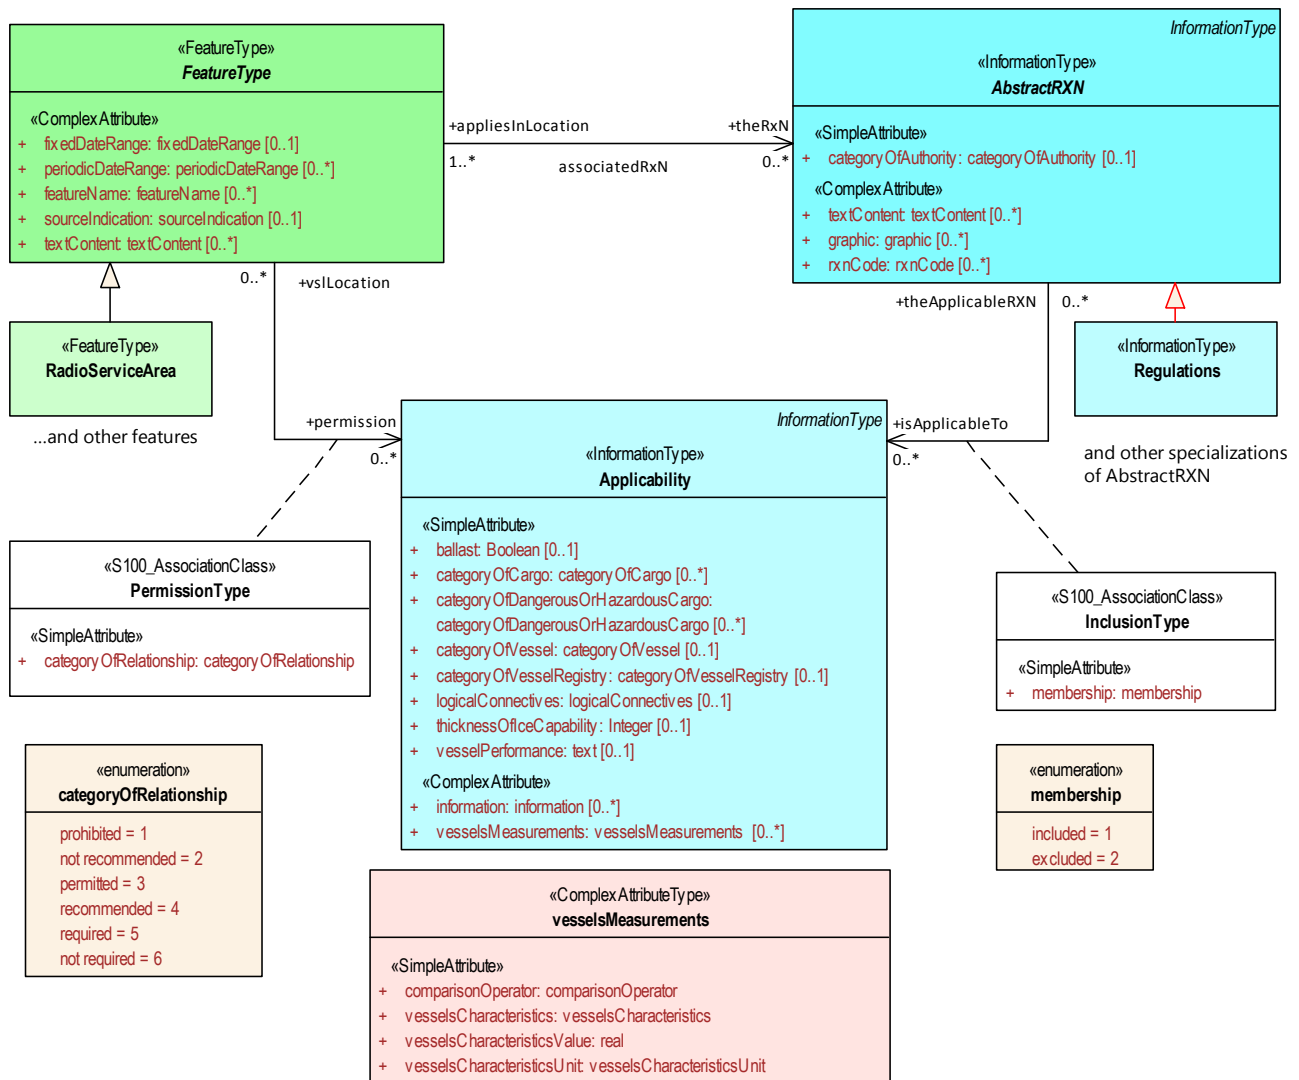 «FeatureType»
FeatureType
«ComplexAttribute»
+ fixedDateRange: fixedDateRange [0..1]
+ periodicDateRange: periodicDateRange [0..*]
+ featureName: featureName [0..*]
+ sourceIndication: sourceIndication [0..1]
+ textContent: textContent [0..*]
+appliesInLocation
1..*
associatedRxN
+theRxN
0..*
InformationType
«InformationType»
AbstractRXN
«SimpleAttribute»
+ categoryOfAuthority: categoryOfAuthority [0..1]
«ComplexAttribute»
+ textContent: textContent [0..*]
+ graphic: graphic [0..*]
+ rxnCode: rxnCode [0..*]
0..*
+vslLocation
+theApplicableRXN
0..*
«FeatureType»
RadioServiceArea
...and other features
«InformationType»
Regulations
and other specializations
of AbstractRXN
+permission
0..*
+isApplicableTo
0..*
InformationType
«InformationType»
Applicability
«SimpleAttribute»
+ ballast: Boolean [0..1]
+ categoryOfCargo: categoryOfCargo [0..*]
+ categoryOfDangerousOrHazardousCargo:
categoryOfDangerousOrHazardousCargo [0..*]
+ categoryOfVessel: categoryOfVessel [0..1]
+ categoryOfVesselRegistry: categoryOfVesselRegistry [0..1]
+ logicalConnectives: logicalConnectives [0..1]
+ thicknessOfIceCapability: Integer [0..1]
+ vesselPerformance: text [0..1]
«ComplexAttribute»
+ information: information [0..*]
+ vesselsMeasurements: vesselsMeasurements [0..*]
«S100_AssociationClass»
PermissionType
«SimpleAttribute»
+ categoryOfRelationship: categoryOfRelationship
«S100_AssociationClass»
InclusionType
«SimpleAttribute»
+ membership: membership
«enumeration»
categoryOfRelationship
prohibited = 1
not recommended = 2
permitted = 3
recommended = 4
required = 5
not required = 6
«enumeration»
membership
included = 1
excluded = 2
«ComplexAttributeType»
vesselsMeasurements
«SimpleAttribute»
+ comparisonOperator: comparisonOperator
+ vesselsCharacteristics: vesselsCharacteristics
+ vesselsCharacteristicsValue: real
+ vesselsCharacteristicsUnit: vesselsCharacteristicsUnit